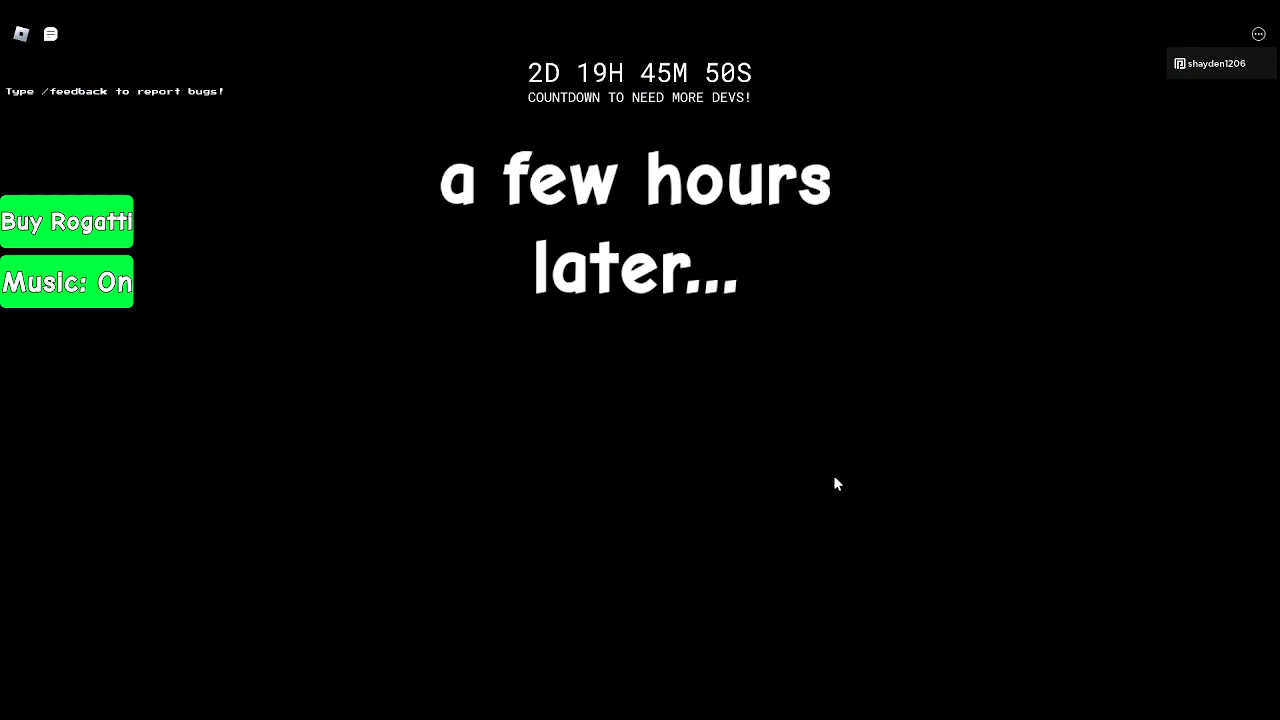 2D 19H 45M 50S
shayden1206
Type /feedback to report bugs!
COUNTDOWN TO NEED MORE DEVS!
a few hours
later...
Buy Rogatti
Music: On